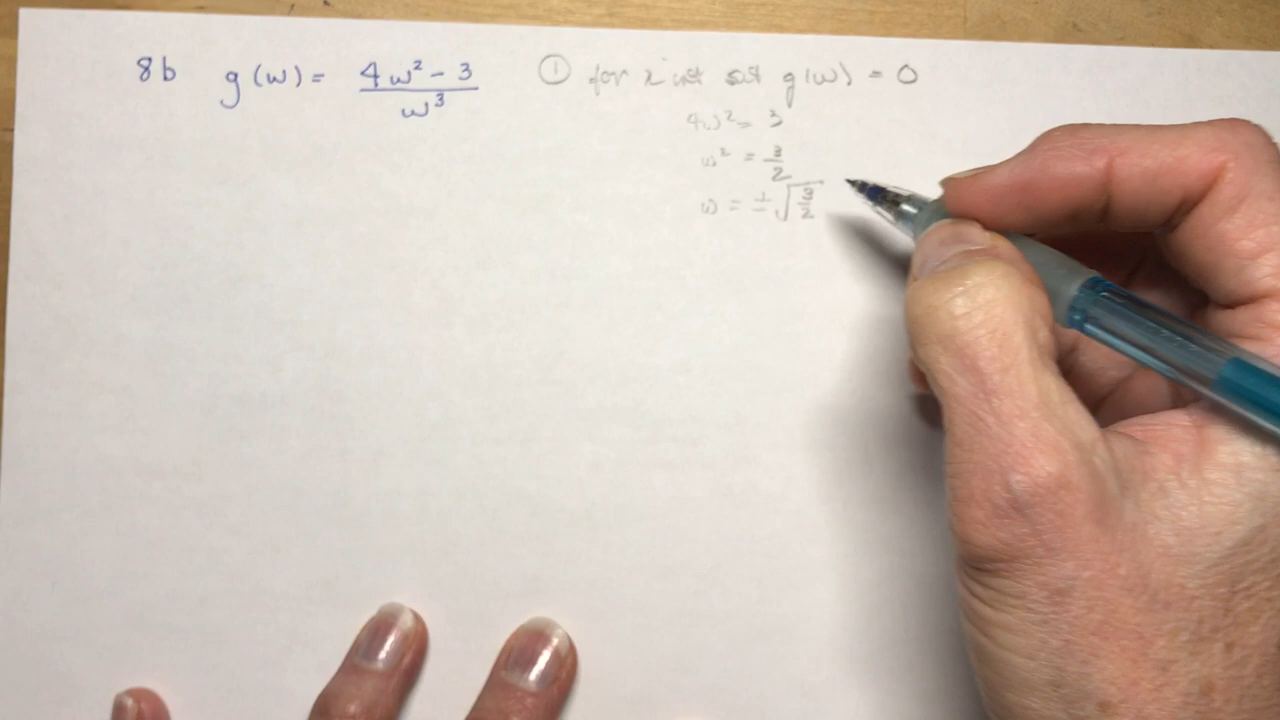 8b g(w) = 4w² - 3 / w³ ① for x int set g(w) = 0
4w² = 3
w² = 3/2
w = ±√3/2